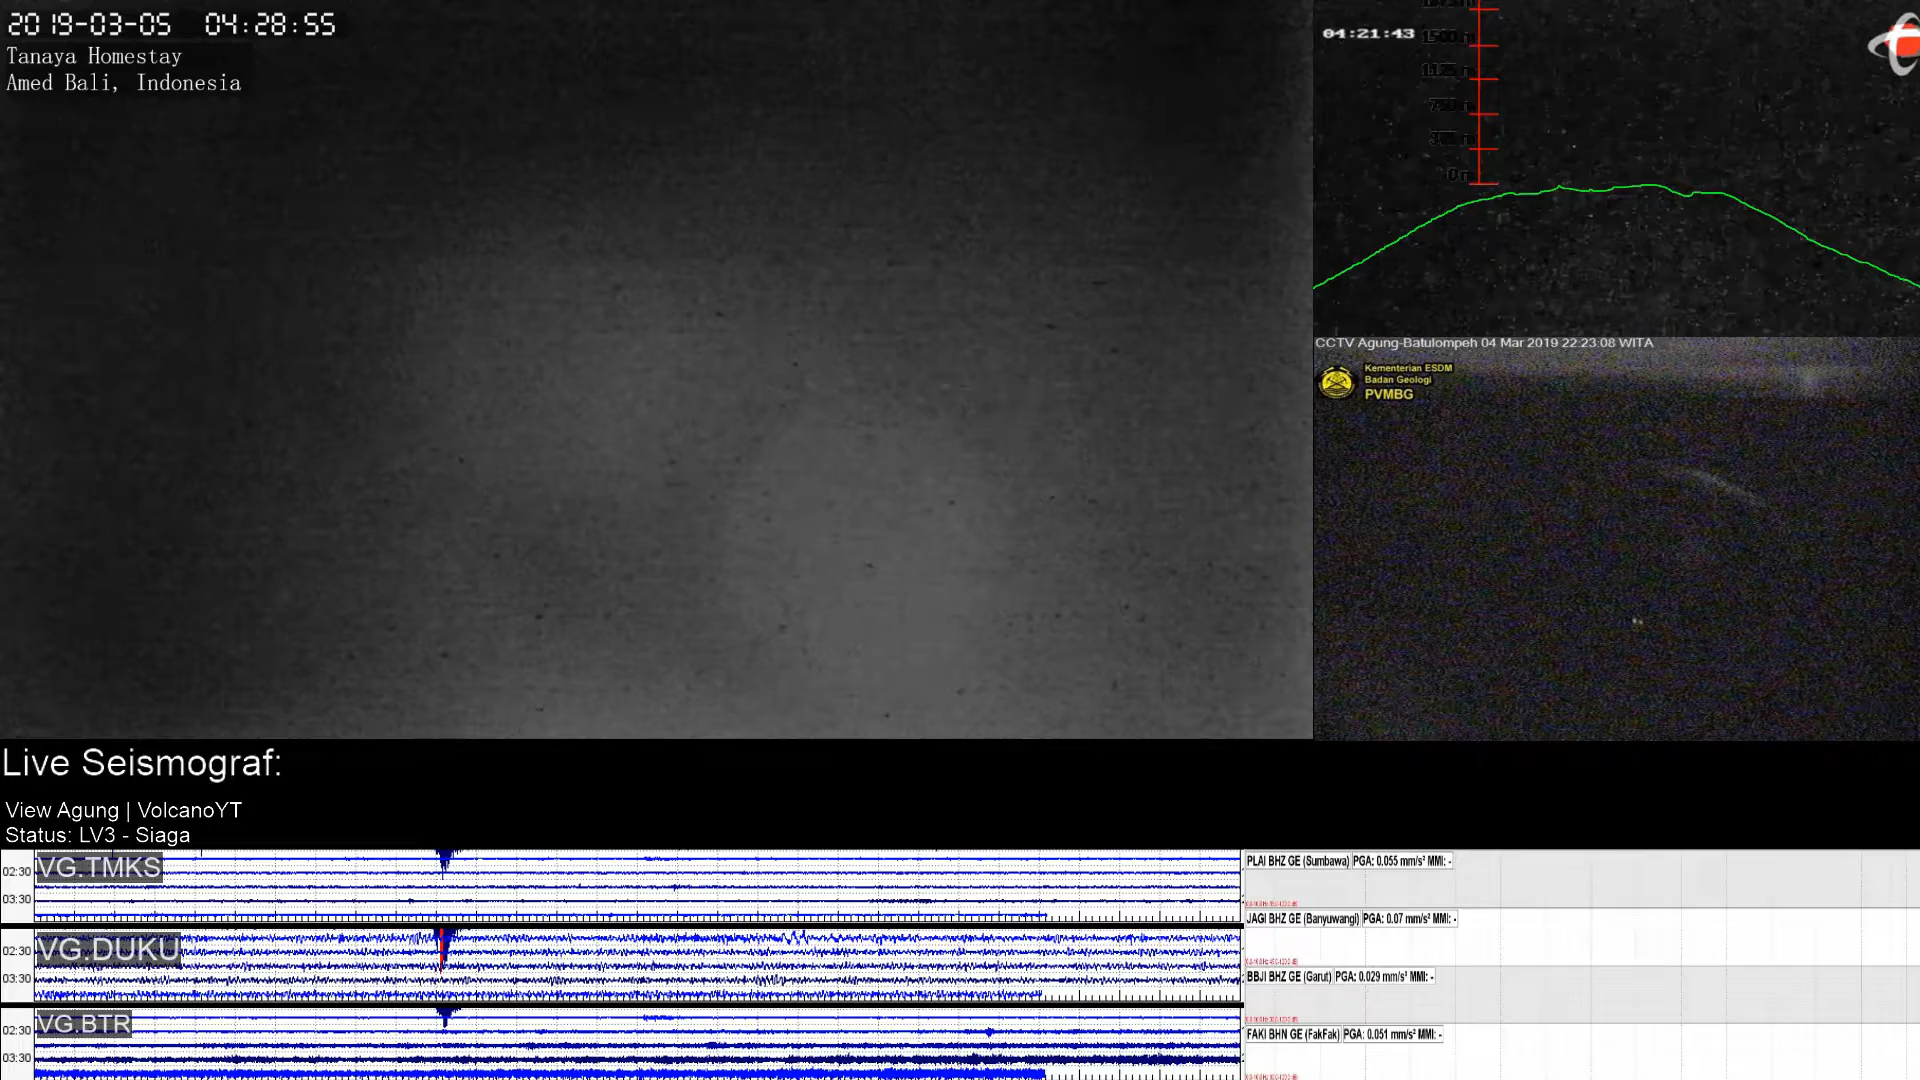 2019-03-05 04:28:55
Tanaya Homestay
Amed Bali, Indonesia
04:21:43
1500 m
1125 m
750 m
375 m
0 m
CCTV Agung-Batulompeh 04 Mar 2019 22:23:08 WITA
Kementerian ESDM
Badan Geologi
PVMBG
Live Seismograf:
View Agung | VolcanoYT
Status: LV3 - Siaga
VG.TMKS
02:30
03:30
VG.DUKU
02:30
03:30
VG.BTR
02:30
03:30
PLAI BHZ GE (Sumbawa) PGA: 0.055 mm/s² MMI: -
JAGI BHZ GE (Banyuwangi) PGA: 0.07 mm/s² MMI: -
BBJI BHZ GE (Garut) PGA: 0.029 mm/s² MMI: -
FAKI BHN GE (FakFak) PGA: 0.051 mm/s² MMI: -